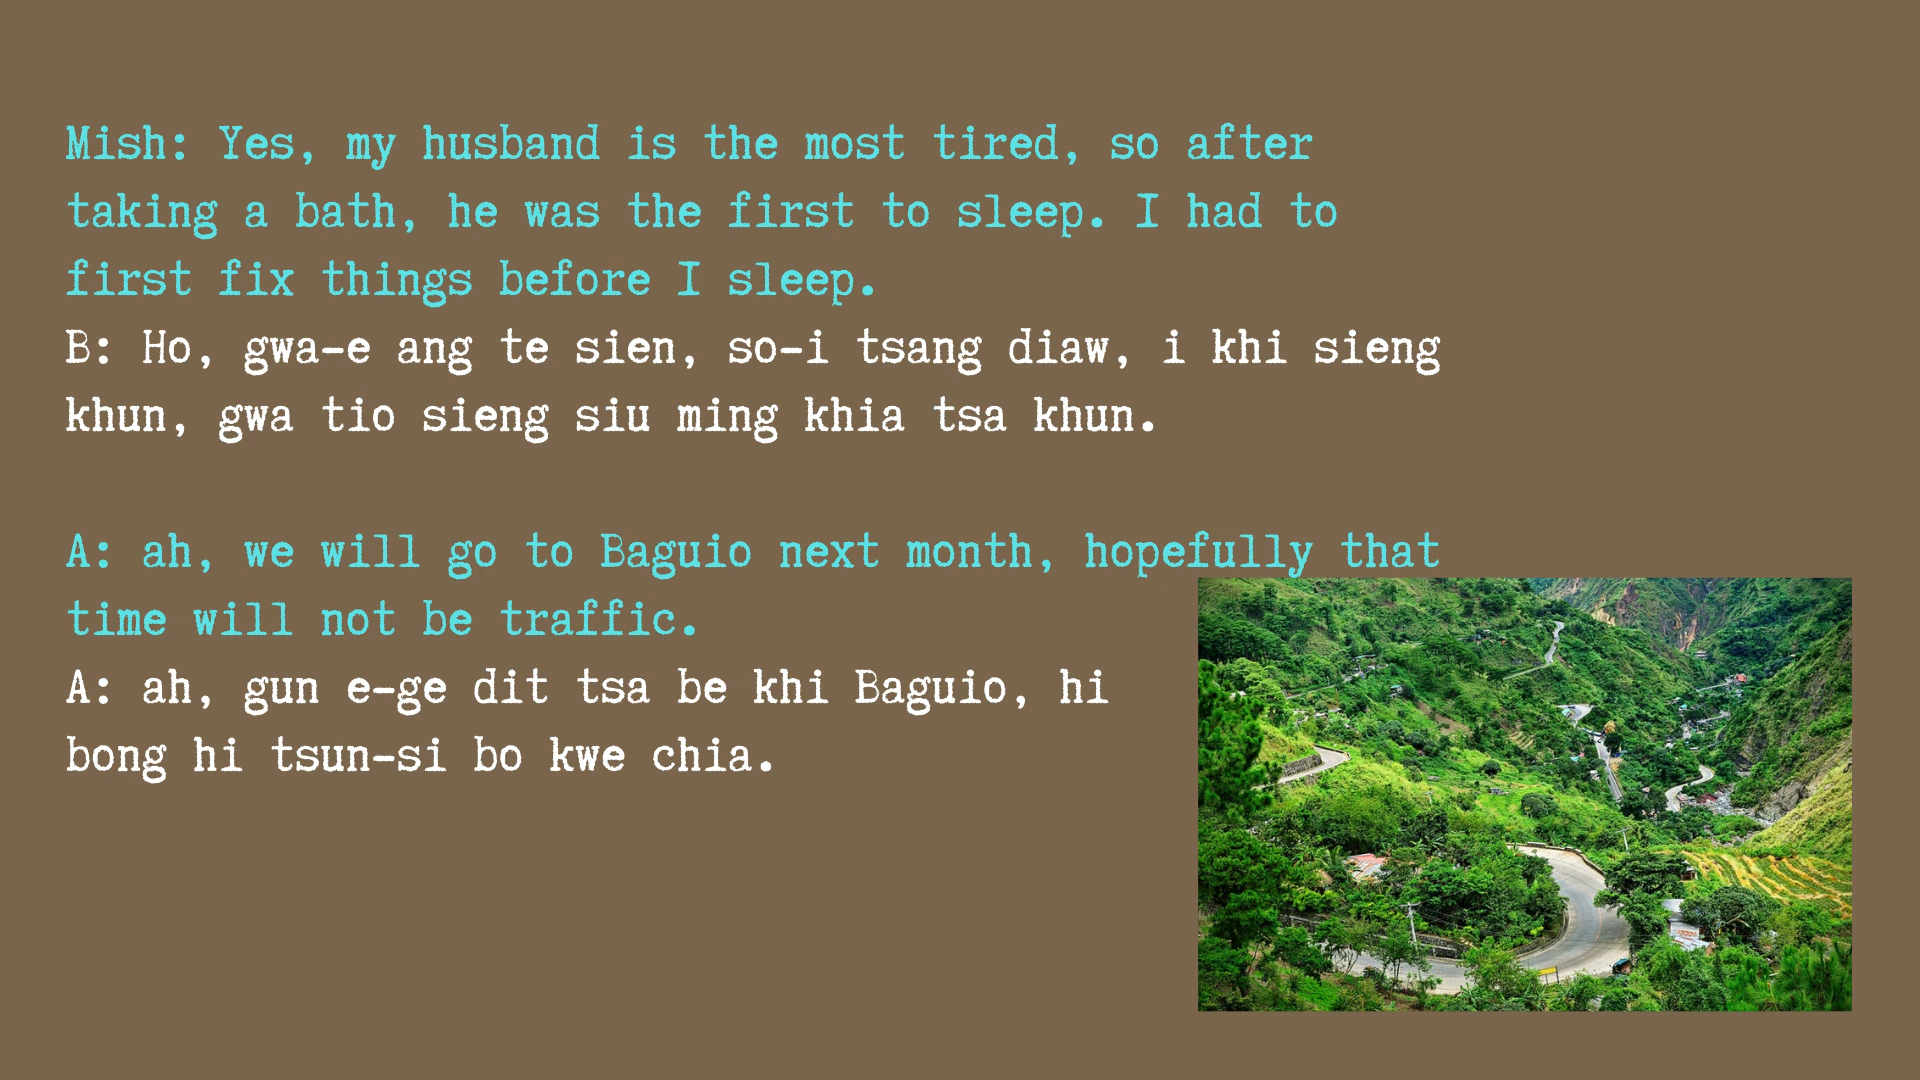 Mish: Yes, my husband is the most tired, so after
taking a bath, he was the first to sleep. I had to
first fix things before I sleep.
B: Ho, gwa-e ang te sien, so-i tsang diaw, i khi sieng
khun, gwa tio sieng siu ming khia tsa khun.
A: ah, we will go to Baguio next month, hopefully that
time will not be traffic.
A: ah, gun e-ge dit tsa be khi Baguio, hi
bong hi tsun-si bo kwe chia.